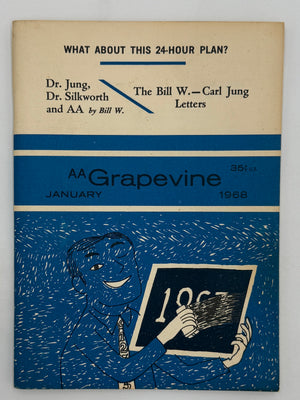 WHAT ABOUT THIS 24-HOUR PLAN?
Dr. Jung,
Dr. Silkworth
and AA by Bill W.
The Bill W.—Carl Jung
Letters
35¢
AA Grapevine
JANUARY 1968
196